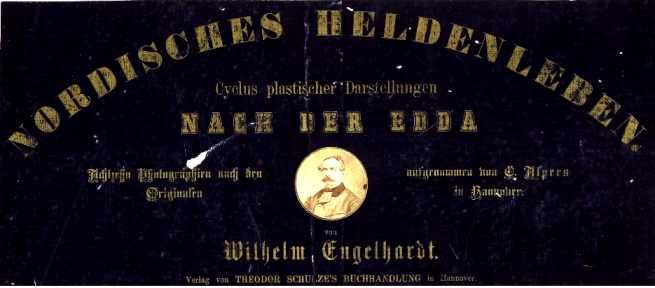 NORDISCHES HELDENLEBEN
Cyclus plastischer Darstellungen
NACH DER EDDA
Achtzehn Photographien nach den
Originalen
aufgenommen von C. Alpers
in Hannover.
von
Wilhelm Engelhardt.
Verlag von THEODOR SCHULZE'S BUCHHANDLUNG in Hannover.